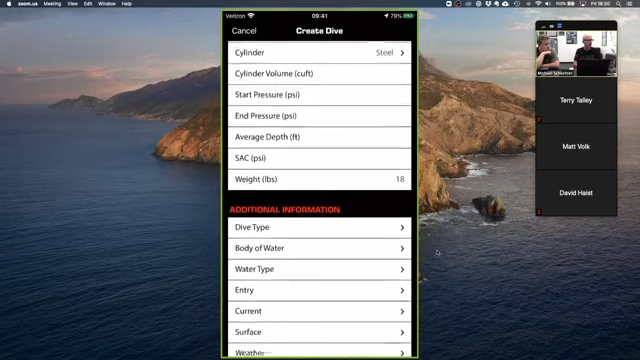 zoom.us Meeting View Edit Window Help
100% Fri 18:50
Verizon 09:41 79%
Cancel Create Dive
Cylinder Steel
Cylinder Volume (cuft)
Start Pressure (psi)
End Pressure (psi)
Average Depth (ft)
SAC (psi)
Weight (lbs) 18
ADDITIONAL INFORMATION
Dive Type
Body of Water
Water Type
Entry
Current
Surface
Weather
Michael Schechter
Terry Talley
Matt Volk
David Haist